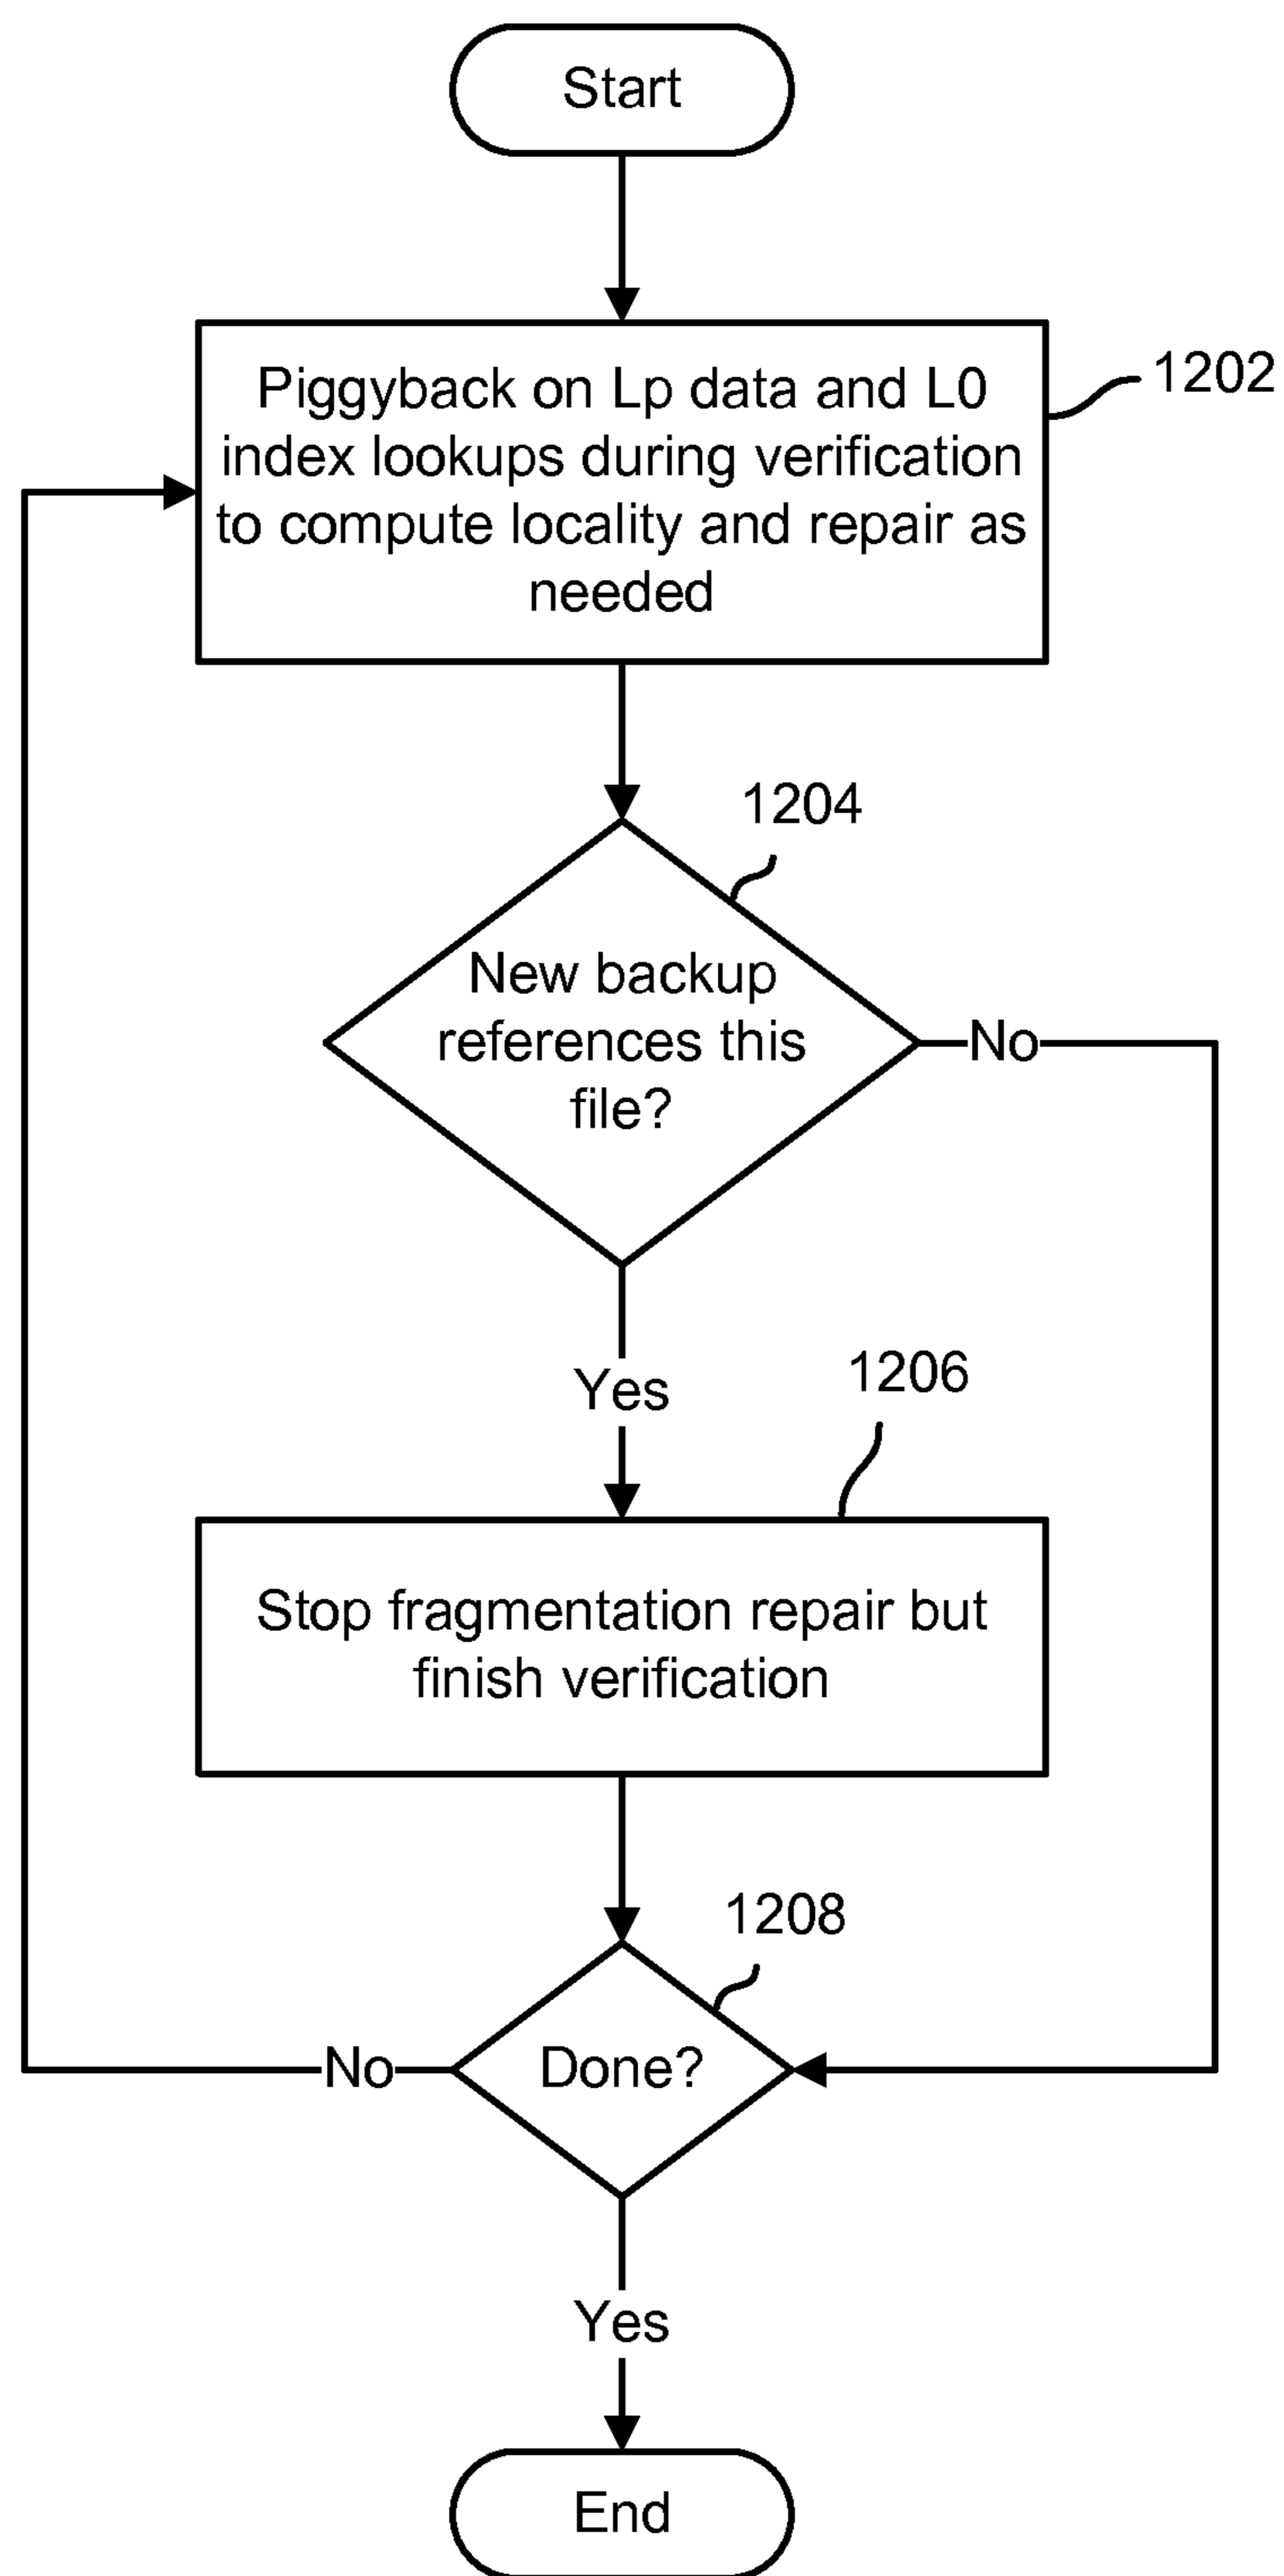 Start
Piggyback on Lp data and L0
index lookups during verification
to compute locality and repair as
needed
1202
1204
New backup
references this
file?
No
Yes
1206
Stop fragmentation repair but
finish verification
1208
Done?
No
Yes
End